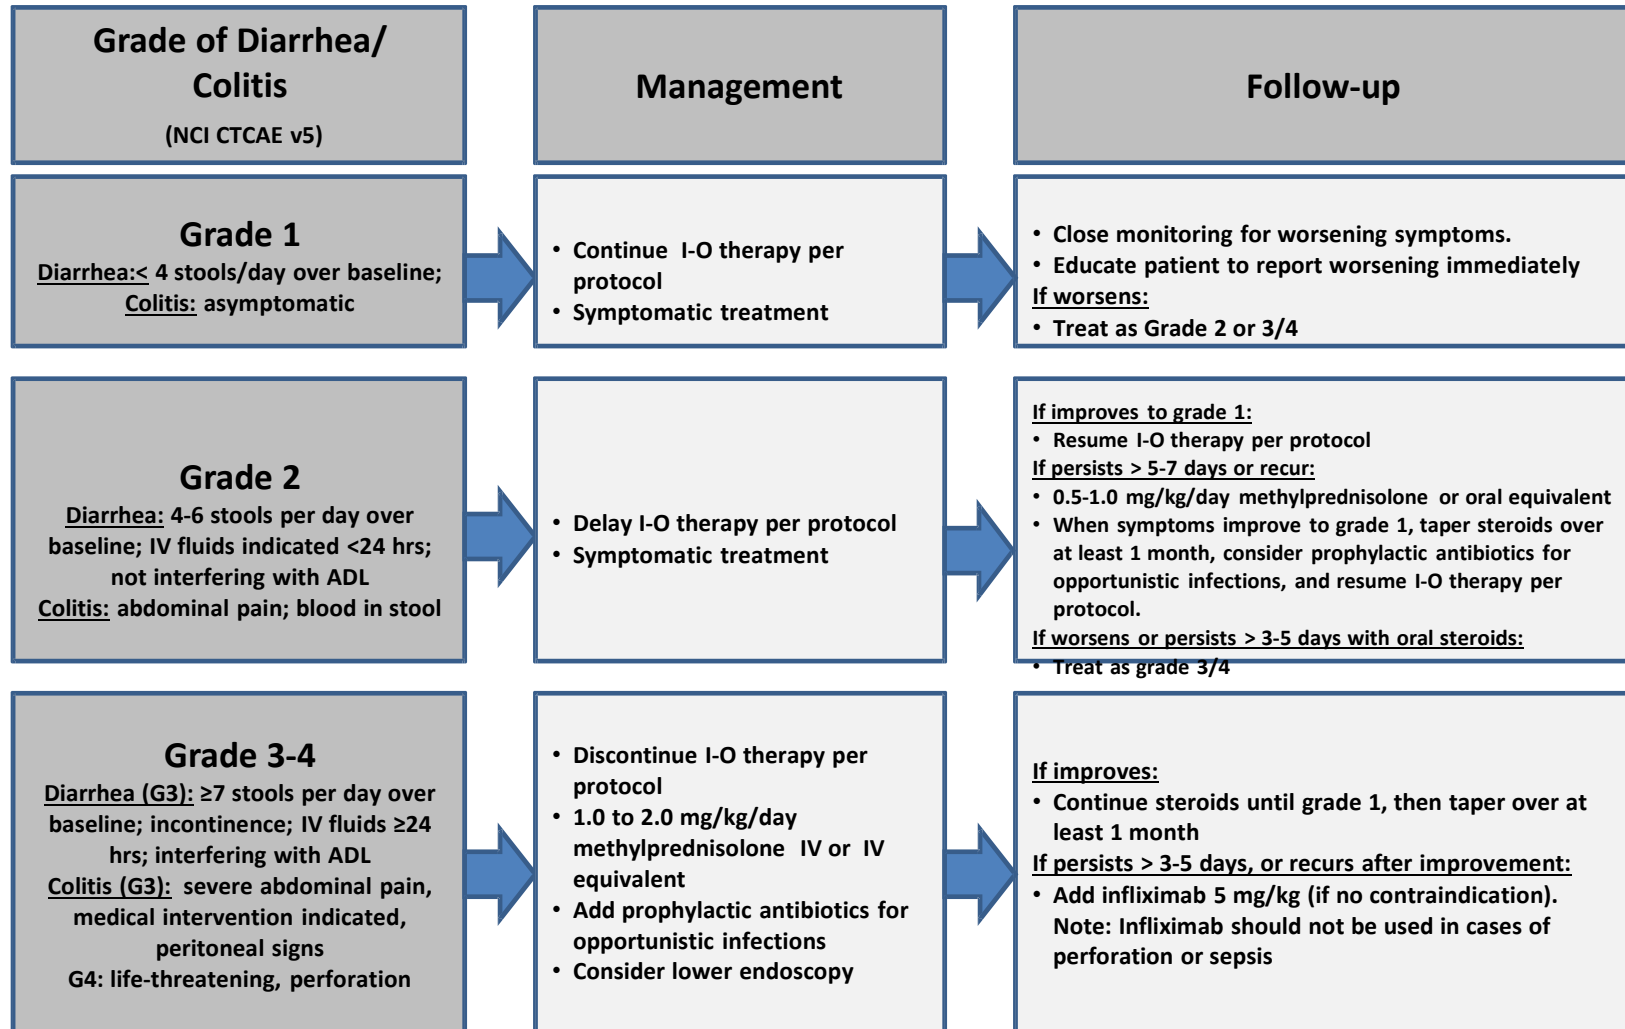 Grade of Diarrhea/
Colitis
(NCI CTCAE v5)
Management
Follow-up
Grade 1
Diarrhea:< 4 stools/day over baseline;
Colitis: asymptomatic
• Continue I-O therapy per
protocol
• Symptomatic treatment
• Close monitoring for worsening symptoms.
• Educate patient to report worsening immediately
If worsens:
• Treat as Grade 2 or 3/4
Grade 2
Diarrhea: 4-6 stools per day over
baseline; IV fluids indicated <24 hrs;
not interfering with ADL
Colitis: abdominal pain; blood in stool
• Delay I-O therapy per protocol
• Symptomatic treatment
If improves to grade 1:
• Resume I-O therapy per protocol
If persists > 5-7 days or recur:
• 0.5-1.0 mg/kg/day methylprednisolone or oral equivalent
• When symptoms improve to grade 1, taper steroids over
at least 1 month, consider prophylactic antibiotics for
opportunistic infections, and resume I-O therapy per
protocol.
If worsens or persists > 3-5 days with oral steroids:
• Treat as grade 3/4
Grade 3-4
Diarrhea (G3): ≥7 stools per day over
baseline; incontinence; IV fluids ≥24
hrs; interfering with ADL
Colitis (G3): severe abdominal pain,
medical intervention indicated,
peritoneal signs
G4: life-threatening, perforation
• Discontinue I-O therapy per
protocol
• 1.0 to 2.0 mg/kg/day
methylprednisolone IV or IV
equivalent
• Add prophylactic antibiotics for
opportunistic infections
• Consider lower endoscopy
If improves:
• Continue steroids until grade 1, then taper over at
least 1 month
If persists > 3-5 days, or recurs after improvement:
• Add infliximab 5 mg/kg (if no contraindication).
Note: Infliximab should not be used in cases of
perforation or sepsis